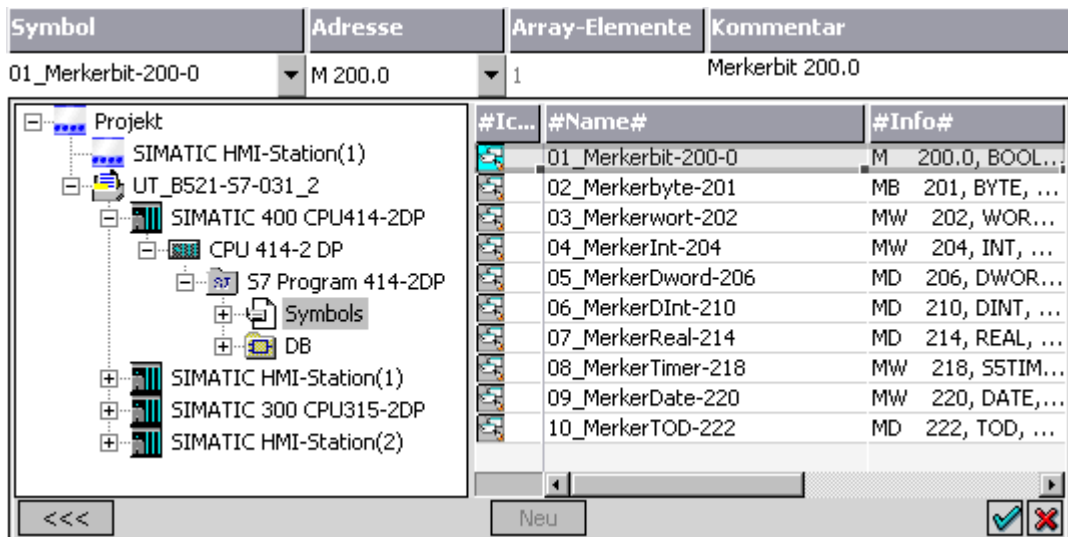 Symbol Adresse Array-Elemente Kommentar
01_Merkerbit-200-0 M 200.0 1 Merkerbit 200.0
Projekt
SIMATIC HMI-Station(1)
UT_B521-S7-031_2
SIMATIC 400 CPU414-2DP
CPU 414-2 DP
S7 Program 414-2DP
Symbols
DB
SIMATIC HMI-Station(1)
SIMATIC 300 CPU315-2DP
SIMATIC HMI-Station(2)
#Ic... #Name# #Info#
01_Merkerbit-200-0 M 200.0, BOOL...
02_Merkerbyte-201 MB 201, BYTE, ...
03_Merkerwort-202 MW 202, WOR...
04_MerkerInt-204 MW 204, INT, ...
05_MerkerDword-206 MD 206, DWOR...
06_MerkerDInt-210 MD 210, DINT, ...
07_MerkerReal-214 MD 214, REAL, ...
08_MerkerTimer-218 MW 218, S5TIM...
09_MerkerDate-220 MW 220, DATE,...
10_MerkerTOD-222 MD 222, TOD, ...
<<< Neu